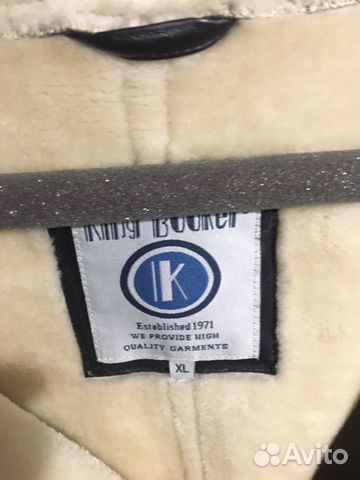 King Booker
K
Established 1971
WE PROVIDE HIGH
QUALITY GARMENTS
XL
Avito